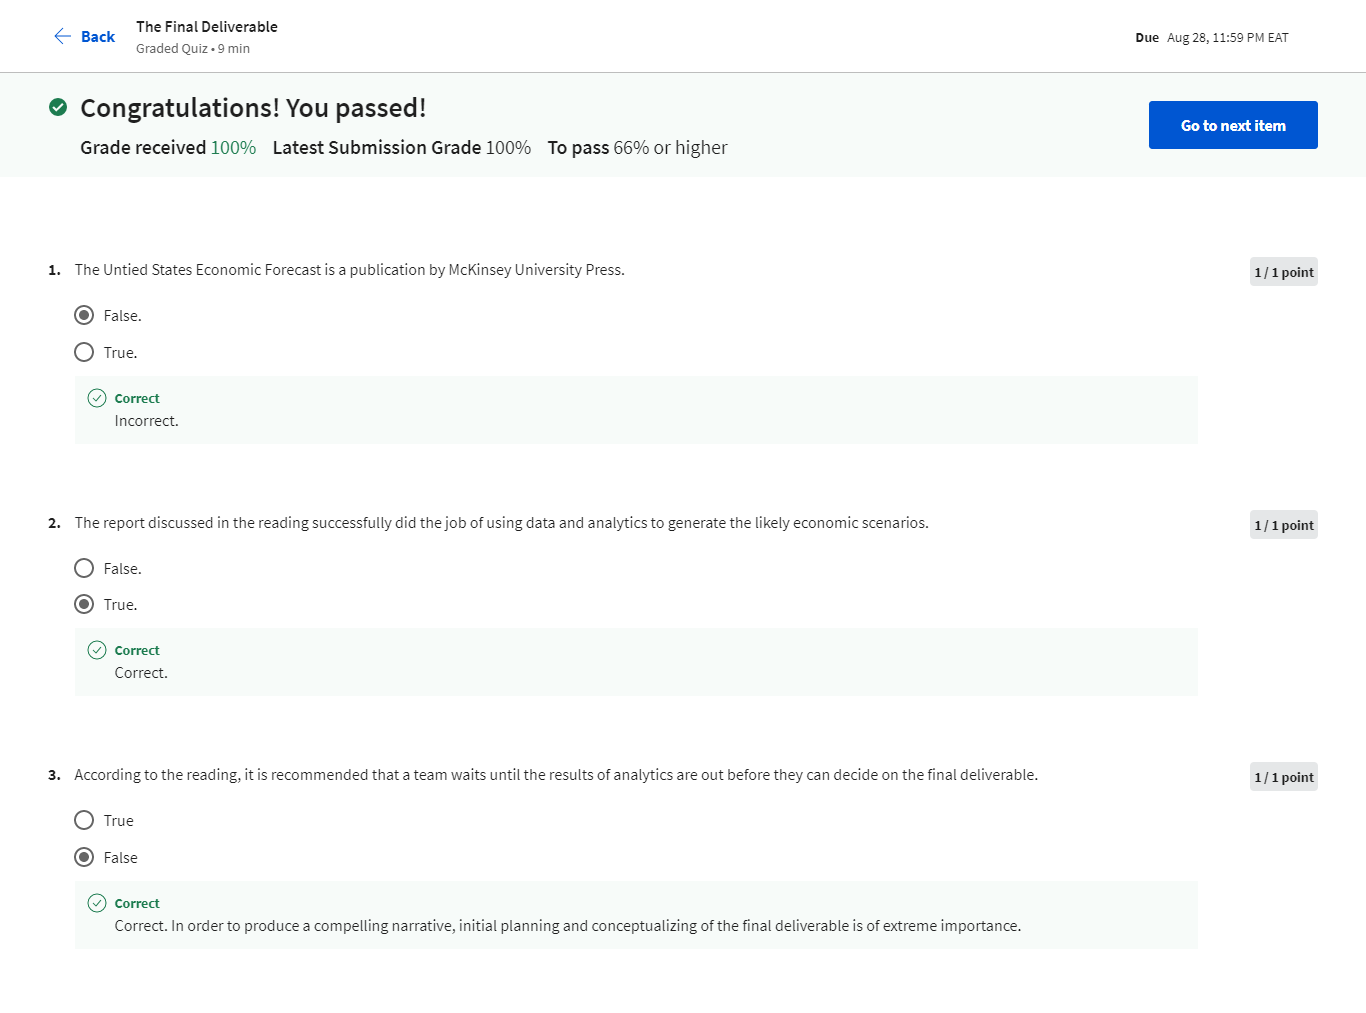 Back
The Final Deliverable
Graded Quiz • 9 min
Due Aug 28, 11:59 PM EAT
Congratulations! You passed!
Grade received 100% Latest Submission Grade 100% To pass 66% or higher
Go to next item
1. The Untied States Economic Forecast is a publication by McKinsey University Press.
1 / 1 point
False.
True.
Correct
Incorrect.
2. The report discussed in the reading successfully did the job of using data and analytics to generate the likely economic scenarios.
1 / 1 point
False.
True.
Correct
Correct.
3. According to the reading, it is recommended that a team waits until the results of analytics are out before they can decide on the final deliverable.
1 / 1 point
True
False
Correct
Correct. In order to produce a compelling narrative, initial planning and conceptualizing of the final deliverable is of extreme importance.